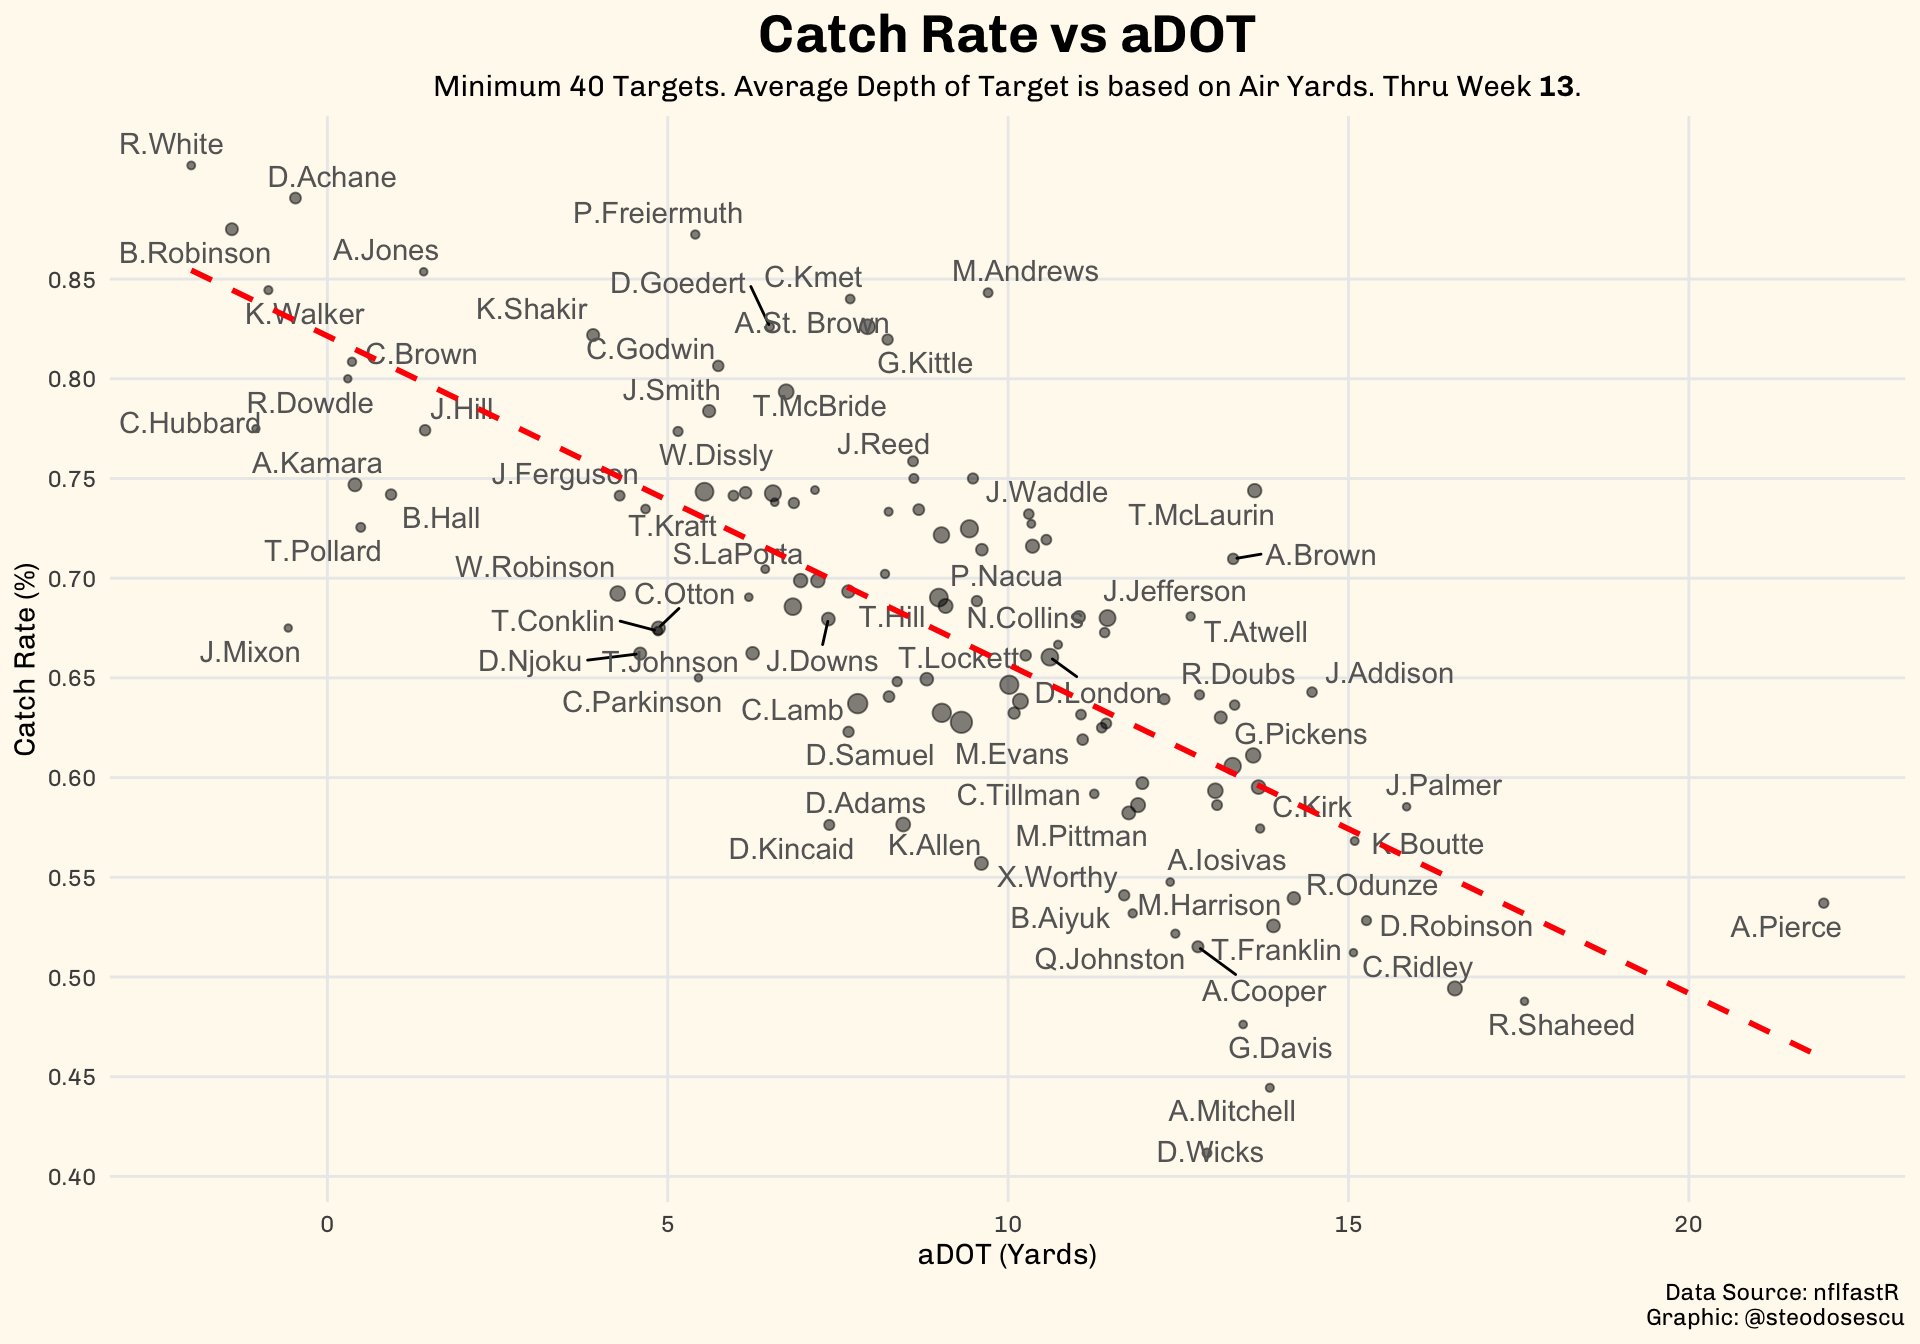 Catch Rate vs aDOT
Minimum 40 Targets. Average Depth of Target is based on Air Yards. Thru Week 13.
R.White
D.Achane
P.Freiermuth
B.Robinson
A.Jones
M.Andrews
D.Goedert
C.Kmet
K.Walker
K.Shakir
A.St. Brown
C.Brown
C.Godwin
G.Kittle
J.Smith
R.Dowdle
J.Hill
T.McBride
C.Hubbard
J.Reed
A.Kamara
W.Dissly
J.Ferguson
J.Waddle
B.Hall
T.Kraft
T.McLaurin
T.Pollard
S.LaPorta
A.Brown
W.Robinson
P.Nacua
C.Otton
J.Jefferson
T.Conklin
T.Hill
N.Collins
T.Atwell
J.Mixon
D.Njoku
T.Johnson
J.Downs
T.Lockett
R.Doubs
J.Addison
C.Parkinson
C.Lamb
D.London
G.Pickens
D.Samuel
M.Evans
J.Palmer
D.Adams
C.Tillman
C.Kirk
D.Kincaid
K.Allen
M.Pittman
K.Boutte
A.Iosivas
X.Worthy
R.Odunze
M.Harrison
B.Aiyuk
D.Robinson
A.Pierce
T.Franklin
Q.Johnston
C.Ridley
A.Cooper
R.Shaheed
G.Davis
A.Mitchell
D.Wicks
0.85
0.80
0.75
0.70
0.65
0.60
0.55
0.50
0.45
0.40
Catch Rate (%)
0 5 10 15 20
aDOT (Yards)
Data Source: nflfastR
Graphic: @steodosescu